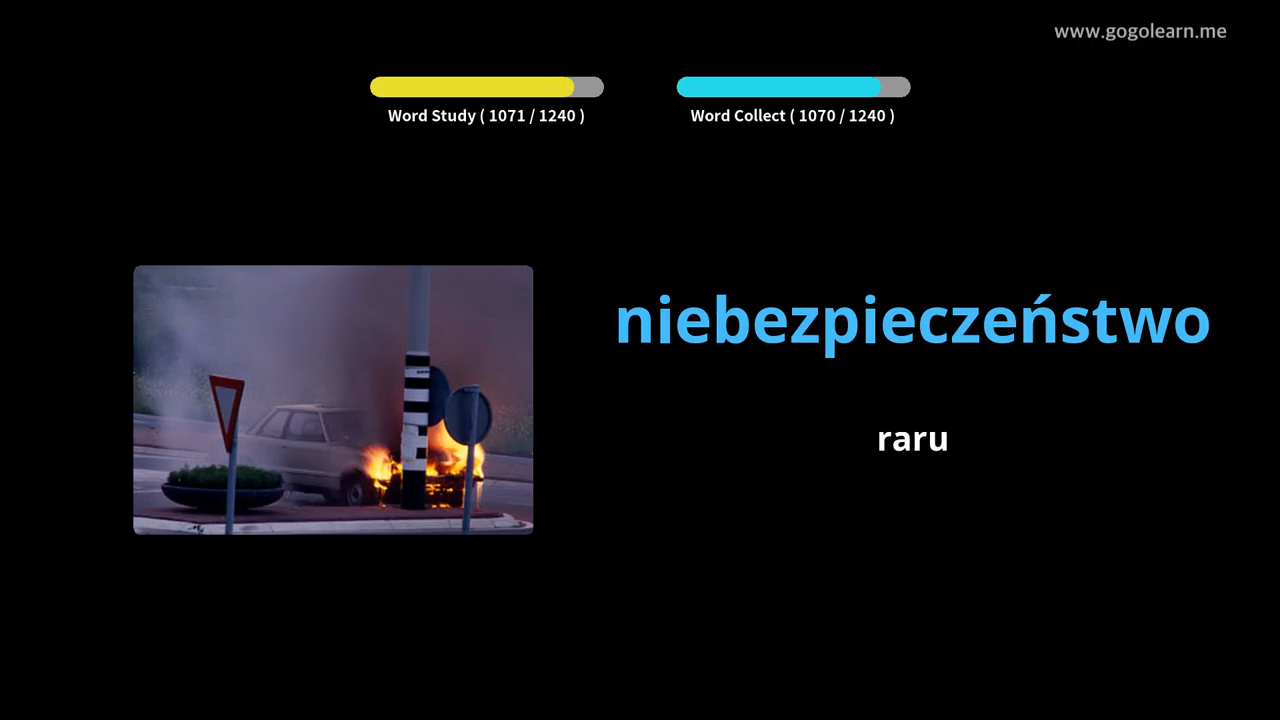 www.gogolearn.me
Word Study ( 1071 / 1240 )
Word Collect ( 1070 / 1240 )
niebezpieczeństwo
raru